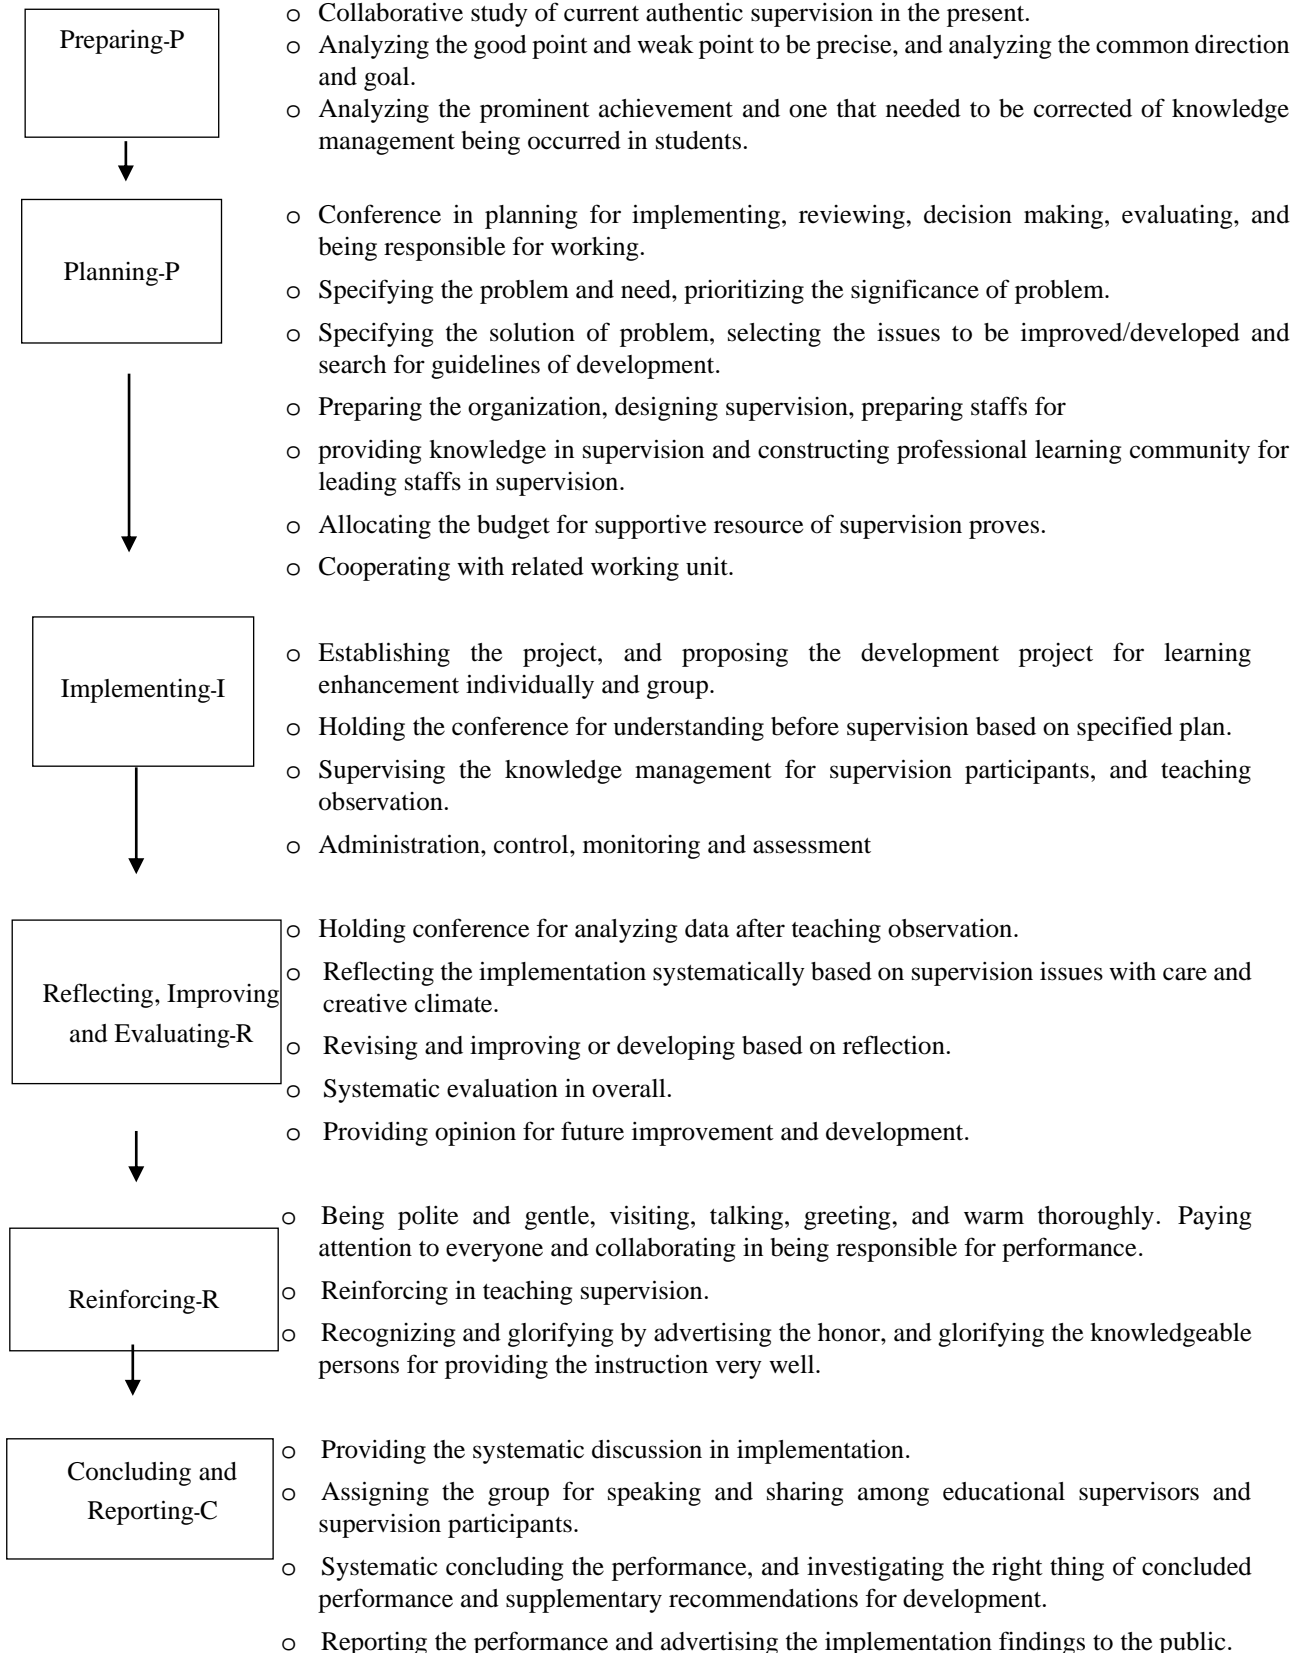 Preparing-P
o Collaborative study of current authentic supervision in the present.
o Analyzing the good point and weak point to be precise, and analyzing the common direction
and goal.
o Analyzing the prominent achievement and one that needed to be corrected of knowledge
management being occurred in students.
Planning-P
o Conference in planning for implementing, reviewing, decision making, evaluating, and
being responsible for working.
o Specifying the problem and need, prioritizing the significance of problem.
o Specifying the solution of problem, selecting the issues to be improved/developed and
search for guidelines of development.
o Preparing the organization, designing supervision, preparing staffs for
o providing knowledge in supervision and constructing professional learning community for
leading staffs in supervision.
o Allocating the budget for supportive resource of supervision proves.
o Cooperating with related working unit.
Implementing-I
o Establishing the project, and proposing the development project for learning
enhancement individually and group.
o Holding the conference for understanding before supervision based on specified plan.
o Supervising the knowledge management for supervision participants, and teaching
observation.
o Administration, control, monitoring and assessment
Reflecting, Improving
and Evaluating-R
o Holding conference for analyzing data after teaching observation.
o Reflecting the implementation systematically based on supervision issues with care and
creative climate.
o Revising and improving or developing based on reflection.
o Systematic evaluation in overall.
o Providing opinion for future improvement and development.
Reinforcing-R
o Being polite and gentle, visiting, talking, greeting, and warm thoroughly. Paying
attention to everyone and collaborating in being responsible for performance.
o Reinforcing in teaching supervision.
o Recognizing and glorifying by advertising the honor, and glorifying the knowledgeable
persons for providing the instruction very well.
Concluding and
Reporting-C
o Providing the systematic discussion in implementation.
o Assigning the group for speaking and sharing among educational supervisors and
supervision participants.
o Systematic concluding the performance, and investigating the right thing of concluded
performance and supplementary recommendations for development.
o Reporting the performance and advertising the implementation findings to the public.